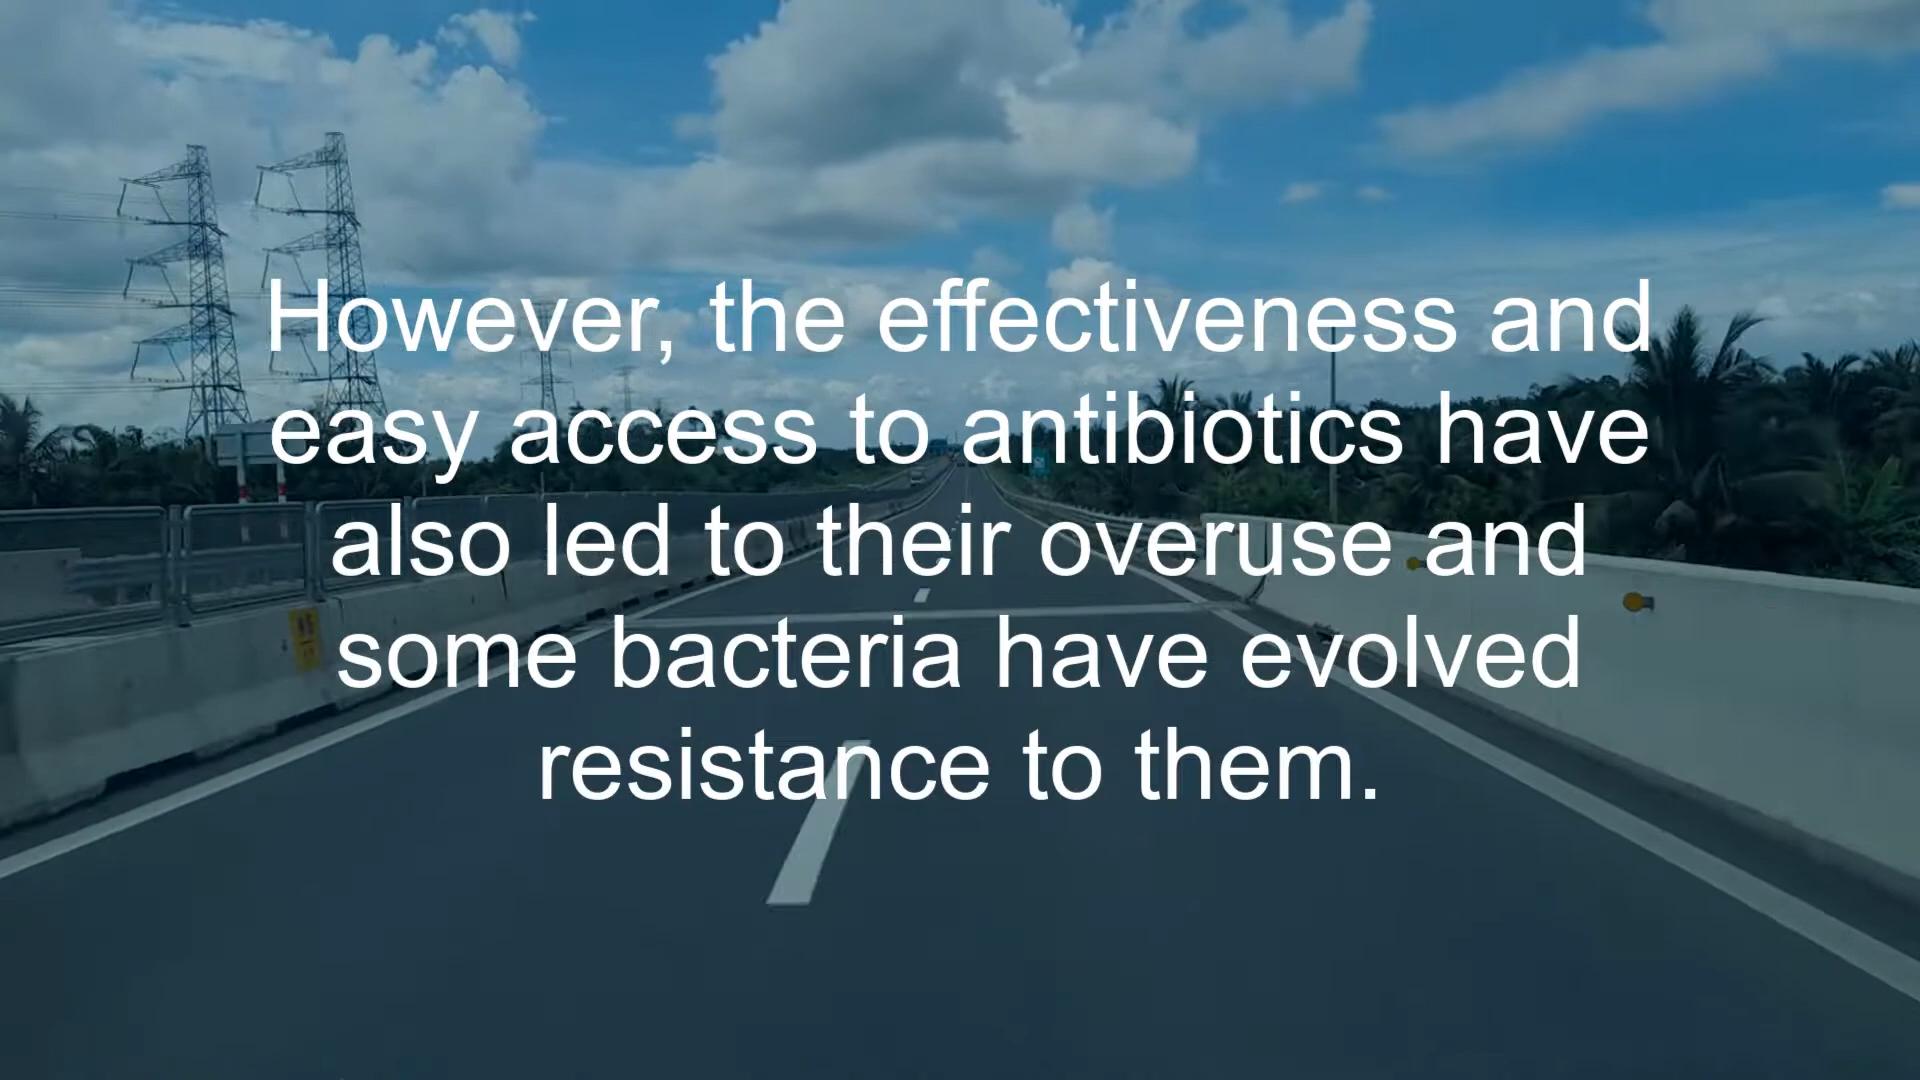 However, the effectiveness and
easy access to antibiotics have
also led to their overuse and
some bacteria have evolved
resistance to them.